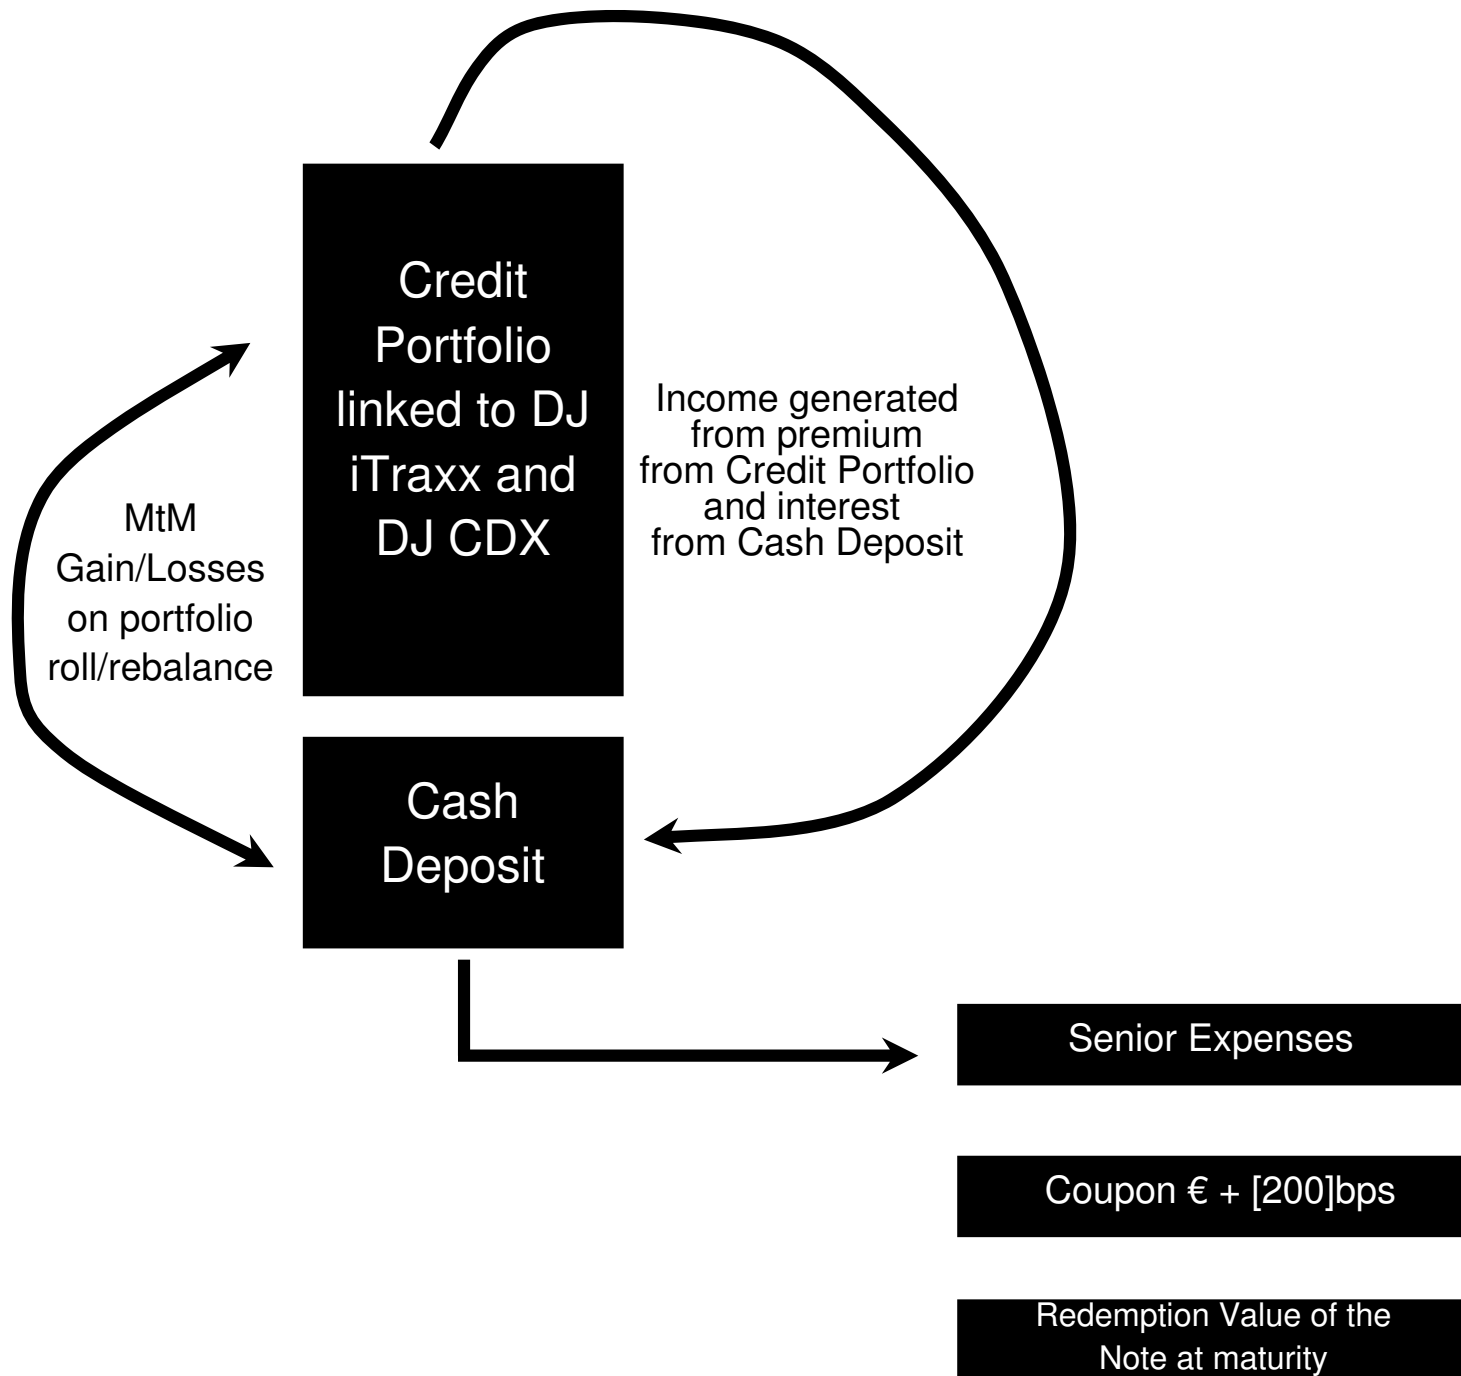 Credit
Portfolio
linked to DJ
iTraxx and
DJ CDX
Income generated
from premium
from Credit Portfolio
and interest
from Cash Deposit
MtM
Gain/Losses
on portfolio
roll/rebalance
Cash
Deposit
Senior Expenses
Coupon € + [200]bps
Redemption Value of the
Note at maturity